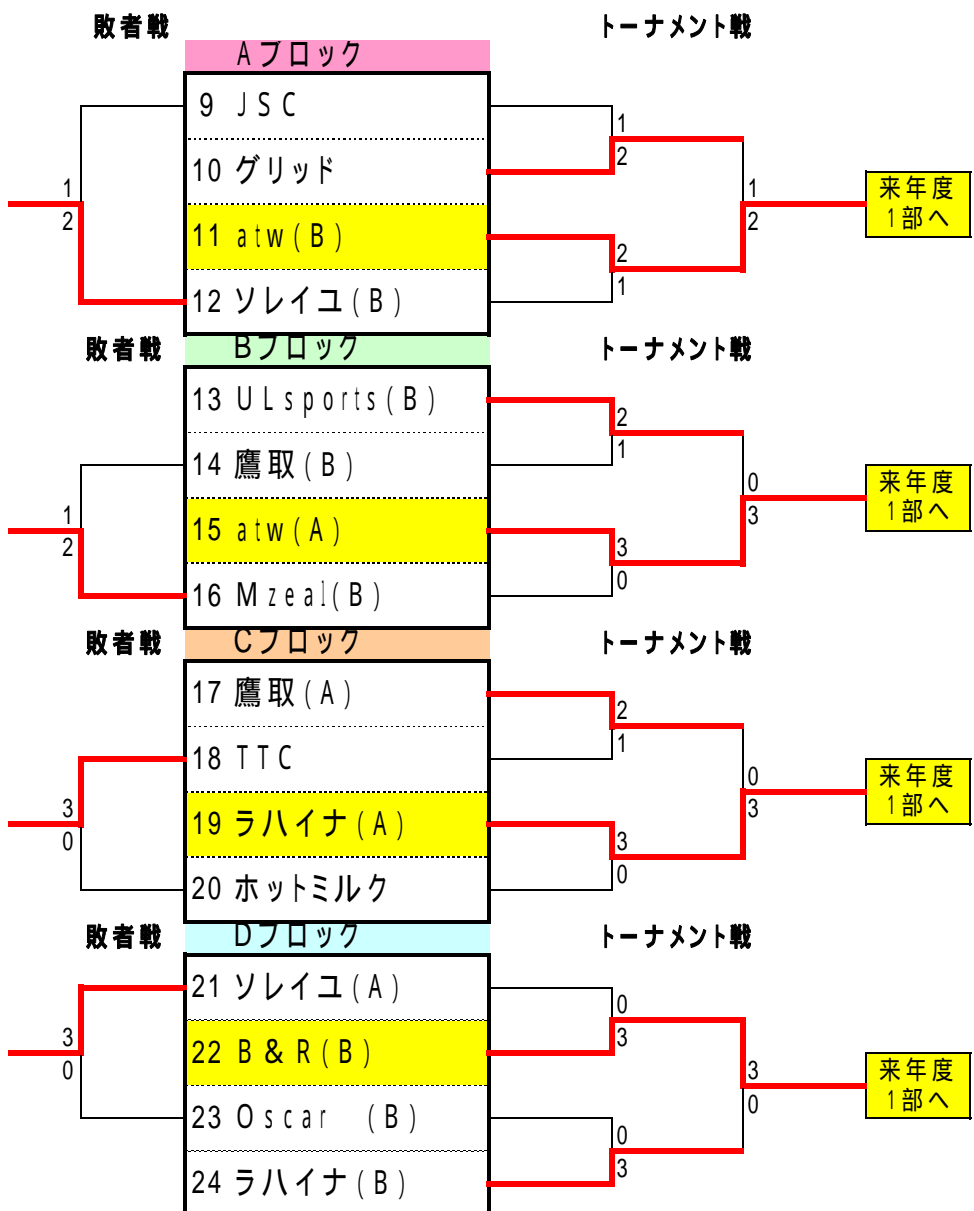 敗者戦 トーナメント戦
Aブロック
9 JSC
1
10 グリッド
2
1 1 来年度
2 2 1部へ
11 atw(B)
2
12 ソレイユ(B)
1
敗者戦 Bブロック トーナメント戦
13 ULsports(B)
2
14 鷹取(B)
1
0 来年度
1 3 1部へ
2
15 atw(A)
3
16 Mzeal(B)
0
敗者戦 Cブロック トーナメント戦
17 鷹取(A)
2
18 TTC
1
0 来年度
3 3 1部へ
0
19 ラハイナ(A)
3
20 ホットミルク
0
敗者戦 Dブロック トーナメント戦
21 ソレイユ(A)
0
22 B&R(B)
3
3 3 来年度
0 0 1部へ
23 Oscar (B)
0
24 ラハイナ(B)
3